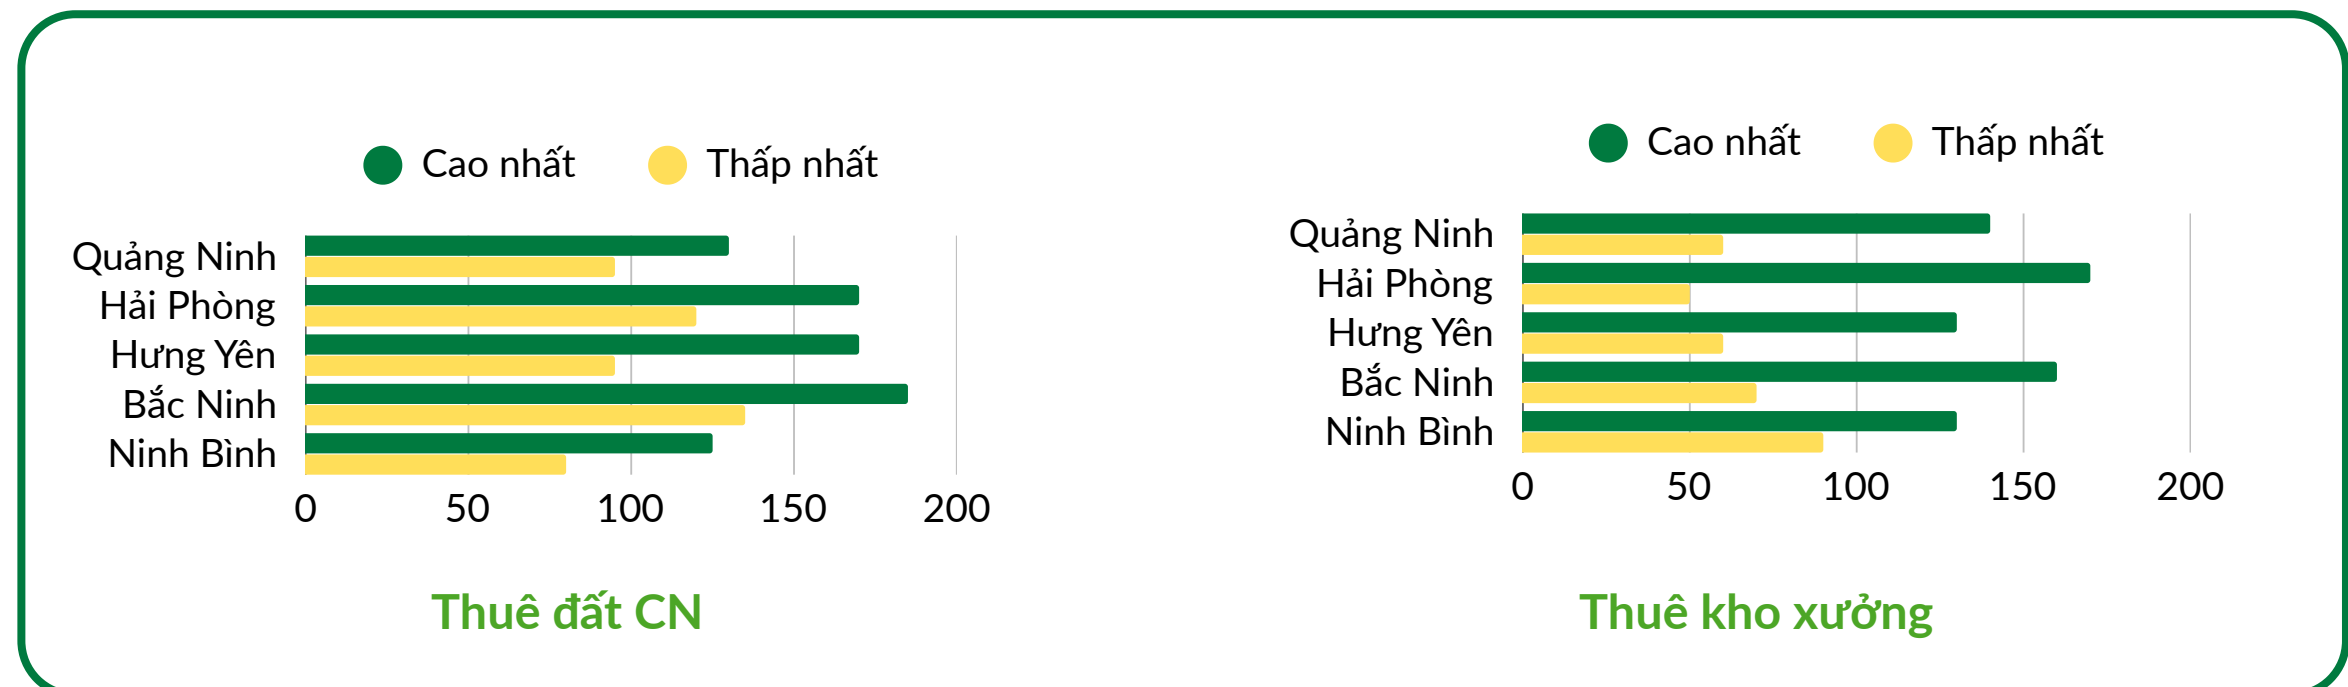 Cao nhất Thấp nhất
Quảng Ninh
Hải Phòng
Hưng Yên
Bắc Ninh
Ninh Bình
0 50 100 150 200
Thuê đất CN
Cao nhất Thấp nhất
Quảng Ninh
Hải Phòng
Hưng Yên
Bắc Ninh
Ninh Bình
0 50 100 150 200
Thuê kho xưởng